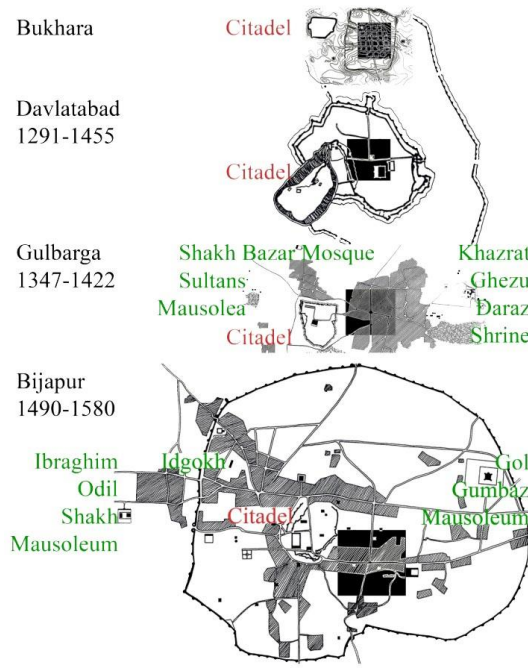 Bukhara
Citadel
Davlatabad
1291-1455
Citadel
Gulbarga
1347-1422
Shakh Bazar Mosque
Sultans
Mausolea
Citadel
Khazrat
Ghezu
Daraz
Shrine
Bijapur
1490-1580
Ibraghim
Odil
Shakh
Mausoleum
Idgokh
Citadel
Gol
Gumbaz
Mausoleum